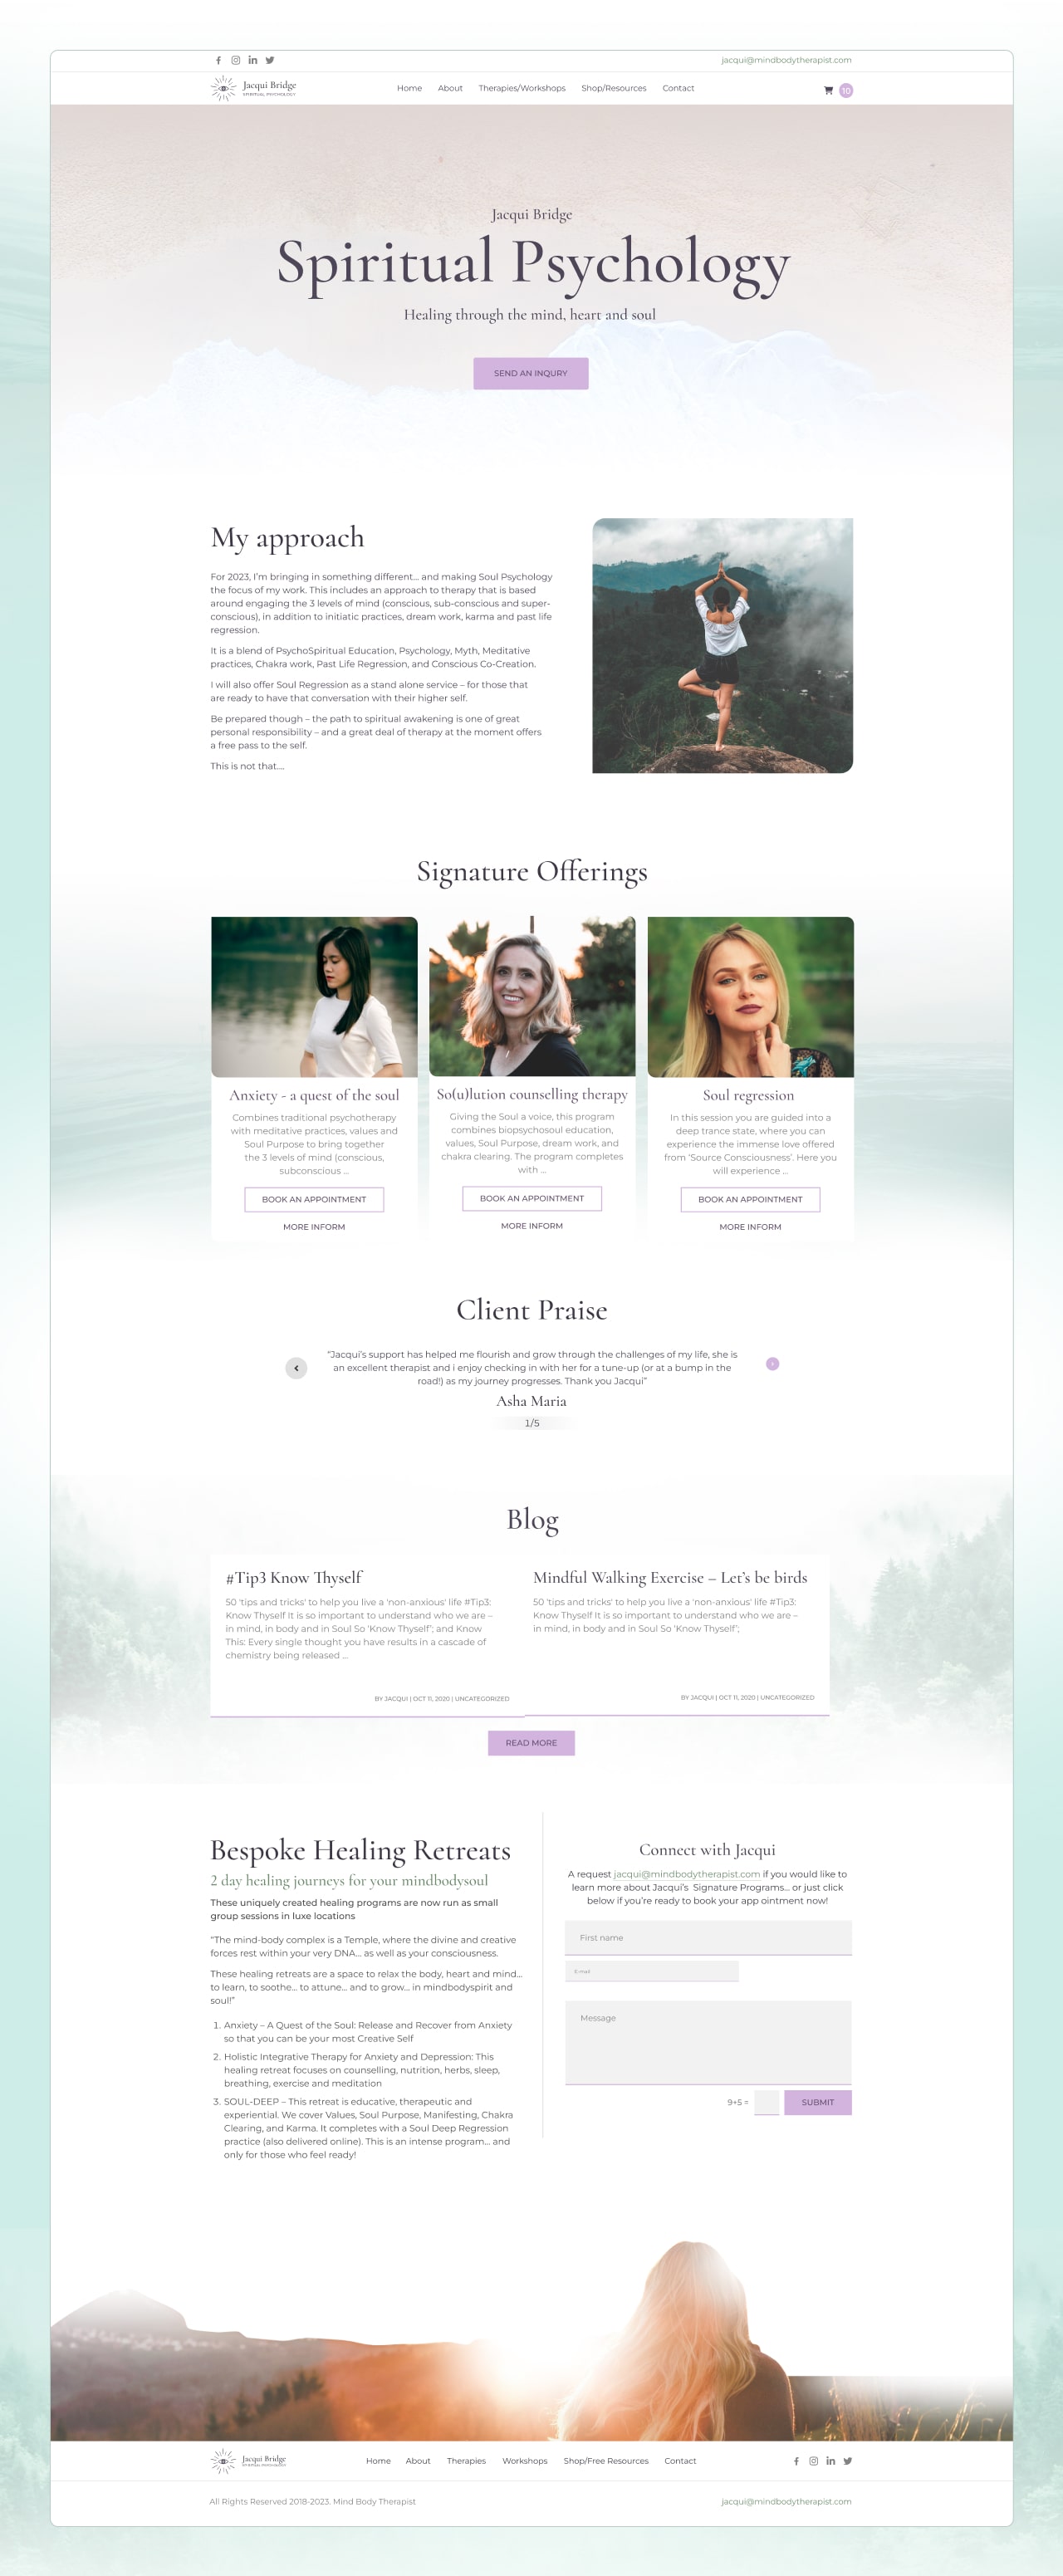 jacqui@mindbodytherapist.com
Jacqui Bridge
SPIRITUAL PSYCHOLOGY
Home About Therapies/Workshops Shop/Resources Contact
10
Jacqui Bridge
Spiritual Psychology
Healing through the mind, heart and soul
SEND AN INQURY
My approach
For 2023, I'm bringing in something different... and making Soul Psychology
the focus of my work. This includes an approach to therapy that is based
around engaging the 3 levels of mind (conscious, sub-conscious and super-
conscious), in addition to initiatic practices, dream work, karma and past life
regression.
It is a blend of PsychoSpiritual Education, Psychology, Myth, Meditative
practices, Chakra work, Past Life Regression, and Conscious Co-Creation.
I will also offer Soul Regression as a stand alone service – for those that
are ready to have that conversation with their higher self.
Be prepared though – the path to spiritual awakening is one of great
personal responsibility – and a great deal of therapy at the moment offers
a free pass to the self.
This is not that....
Signature Offerings
Anxiety - a quest of the soul
Combines traditional psychotherapy
with meditative practices, values and
Soul Purpose to bring together
the 3 levels of mind (conscious,
subconscious ...
BOOK AN APPOINTMENT
MORE INFORM
So(u)lution counselling therapy
Giving the Soul a voice, this program
combines biopsychosoul education,
values, Soul Purpose, dream work, and
chakra clearing. The program completes
with ...
BOOK AN APPOINTMENT
MORE INFORM
Soul regression
In this session you are guided into a
deep trance state, where you can
experience the immense love offered
from 'Source Consciousness'. Here you
will experience ...
BOOK AN APPOINTMENT
MORE INFORM
Client Praise
"Jacqui's support has helped me flourish and grow through the challenges of my life, she is
an excellent therapist and i enjoy checking in with her for a tune-up (or at a bump in the
road!) as my journey progresses. Thank you Jacqui"
Asha Maria
1/5
Blog
#Tip3 Know Thyself
50 'tips and tricks' to help you live a 'non-anxious' life #Tip3:
Know Thyself It is so important to understand who we are –
in mind, in body and in Soul So 'Know Thyself'; and Know
This: Every single thought you have results in a cascade of
chemistry being released ...
BY JACQUI | OCT 11, 2020 | UNCATEGORIZED
Mindful Walking Exercise – Let's be birds
50 'tips and tricks' to help you live a 'non-anxious' life #Tip3:
Know Thyself It is so important to understand who we are –
in mind, in body and in Soul So 'Know Thyself';
BY JACQUI | OCT 11, 2020 | UNCATEGORIZED
READ MORE
Bespoke Healing Retreats
2 day healing journeys for your mindbodysoul
These uniquely created healing programs are now run as small
group sessions in luxe locations
"The mind-body complex is a Temple, where the divine and creative
forces rest within your very DNA... as well as your consciousness.
These healing retreats are a space to relax the body, heart and mind...
to learn, to soothe... to attune... and to grow... in mindbodyspirit and
soul!"
1. Anxiety – A Quest of the Soul: Release and Recover from Anxiety
so that you can be your most Creative Self
2. Holistic Integrative Therapy for Anxiety and Depression: This
healing retreat focuses on counselling, nutrition, herbs, sleep,
breathing, exercise and meditation
3. SOUL-DEEP – This retreat is educative, therapeutic and
experiential. We cover Values, Soul Purpose, Manifesting, Chakra
Clearing, and Karma. It completes with a Soul Deep Regression
practice (also delivered online). This is an intense program... and
only for those who feel ready!
Connect with Jacqui
A request jacqui@mindbodytherapist.com if you would like to
learn more about Jacqui's Signature Programs... or just click
below if you're ready to book your app ointment now!
First name
E-mail
Message
9+5 =
SUBMIT
Jacqui Bridge
SPIRITUAL PSYCHOLOGY
Home About Therapies Workshops Shop/Free Resources Contact
All Rights Reserved 2018-2023. Mind Body Therapist
jacqui@mindbodytherapist.com